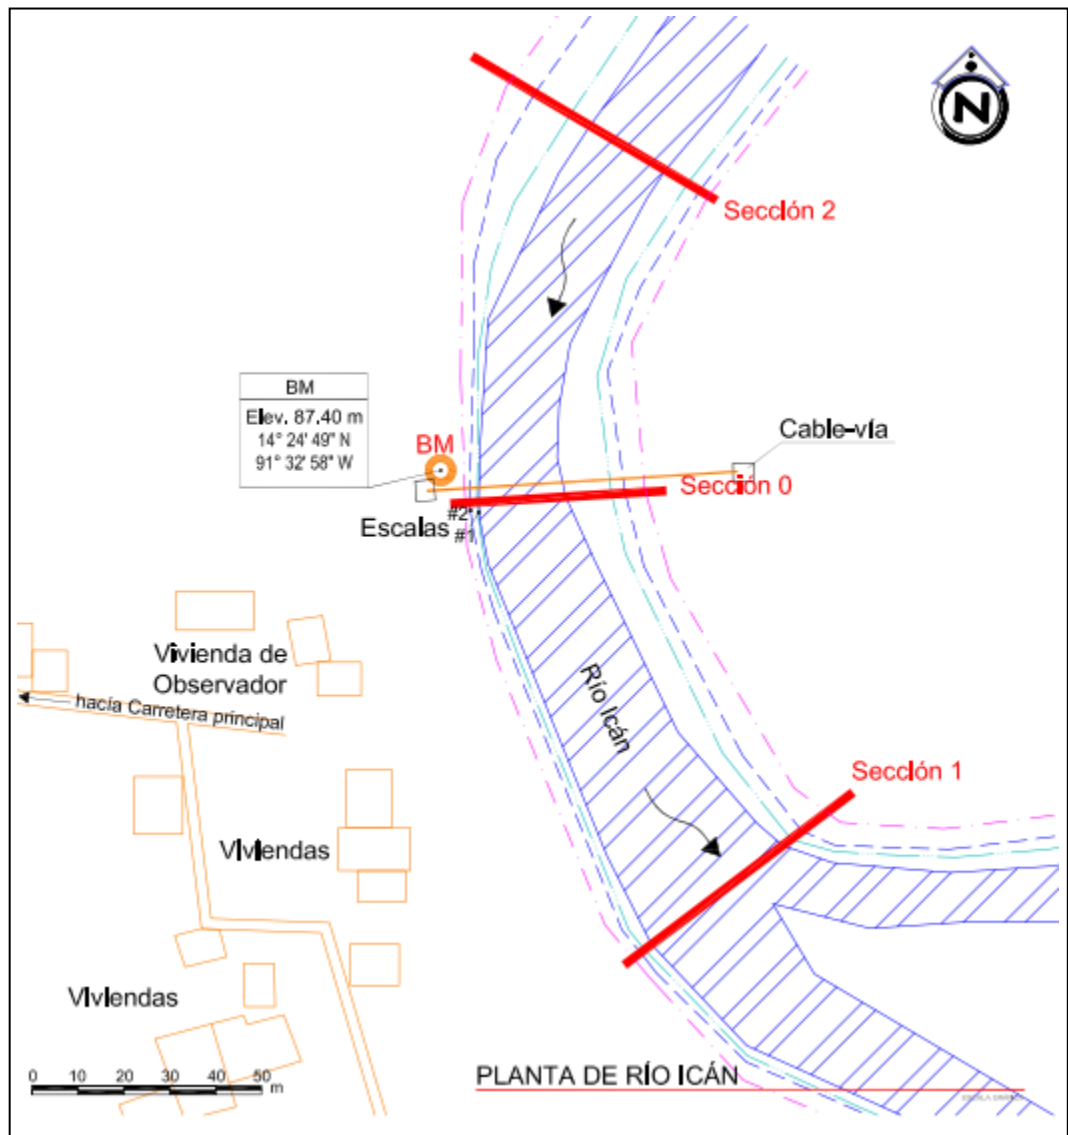 N
Sección 2
BM
Elev. 87.40 m
14° 24' 49" N
91° 32' 58" W
BM
Cable-vía
Sección 0
#2
Escalas
#1
Vivienda de
Observador
hacía Carretera principal
Río Icán
Sección 1
Viviendas
Viviendas
0 10 20 30 40 50
m
PLANTA DE RÍO ICÁN